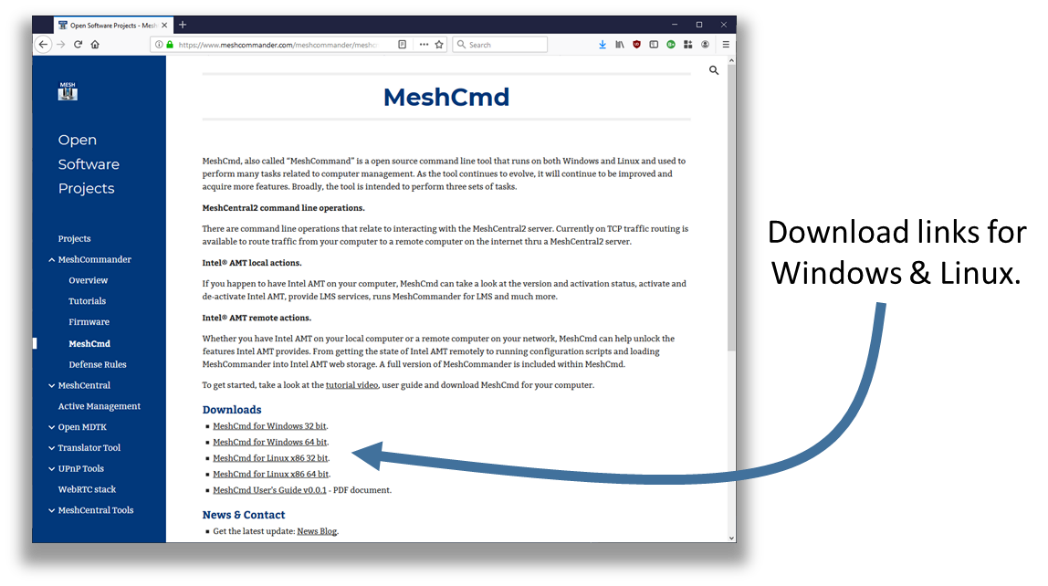 Open Software Projects - Mesh
https://www.meshcommander.com/meshcommander/meshc
Search
MESH
Open
Software
Projects
Projects
MeshCommander
Overview
Tutorials
Firmware
MeshCmd
Defense Rules
MeshCentral
Active Management
Open MDTK
Translator Tool
UPnP Tools
WebRTC stack
MeshCentral Tools
MeshCmd
MeshCmd, also called “MeshCommand” is a open source command line tool that runs on both Windows and Linux and used to
perform many tasks related to computer management. As the tool continues to evolve, it will continue to be improved and
acquire more features. Broadly, the tool is intended to perform three sets of tasks.
MeshCentral2 command line operations.
There are command line operations that relate to interacting with the MeshCentral2 server. Currently on TCP traffic routing is
available to route traffic from your computer to a remote computer on the internet thru a MeshCentral2 server.
Intel® AMT local actions.
If you happen to have Intel AMT on your computer, MeshCmd can take a look at the version and activation status, activate and
de-activate Intel AMT, provide LMS services, runs MeshCommander for LMS and much more.
Intel® AMT remote actions.
Whether you have Intel AMT on your local computer or a remote computer on your network, MeshCmd can help unlock the
features Intel AMT provides. From getting the state of Intel AMT remotely to running configuration scripts and loading
MeshCommander into Intel AMT web storage. A full version of MeshCommander is included within MeshCmd.
To get started, take a look at the tutorial video, user guide and download MeshCmd for your computer.
Downloads
MeshCmd for Windows 32 bit.
MeshCmd for Windows 64 bit.
MeshCmd for Linux x86 32 bit.
MeshCmd for Linux x86 64 bit.
MeshCmd User's Guide v0.0.1 - PDF document.
News & Contact
Get the latest update: News Blog.
Download links for
Windows & Linux.